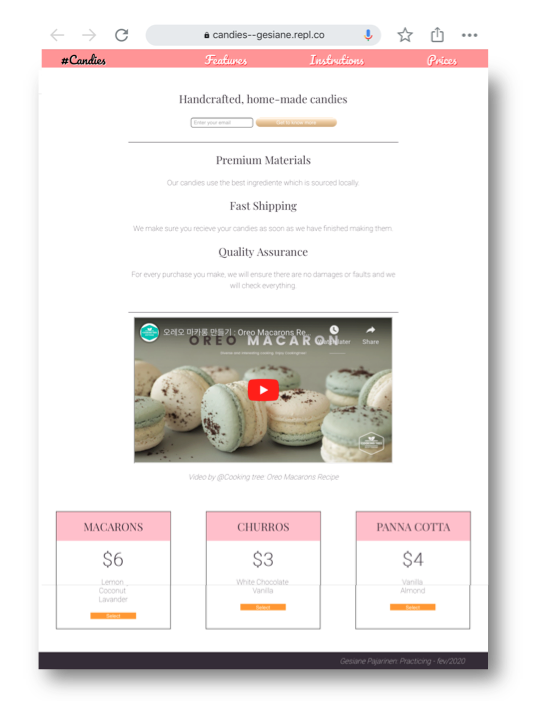 candies--gesiane.repl.co
#Candies Features Instrutions Prices
Handcrafted, home-made candies
Enter your email Get to know more
Premium Materials
Our candies use the best ingrediente which is sourced locally.
Fast Shipping
We make sure you recieve your candies as soon as we have finished making them.
Quality Assurance
For every purchase you make, we will ensure there are no damages or faults and we
will check everything.
오레오 마카롱 만들기 : Oreo Macarons Re...
OREO MACARON
Later Share
Video by @Cooking tree: Oreo Macarons Recipe
MACARONS
$6
Lemon
Coconut
Lavander
Select
CHURROS
$3
White Chocolate
Vanilla
Select
PANNA COTTA
$4
Vanilla
Almond
Select
Gesiane Pajarinen: Practicing - fev/2020